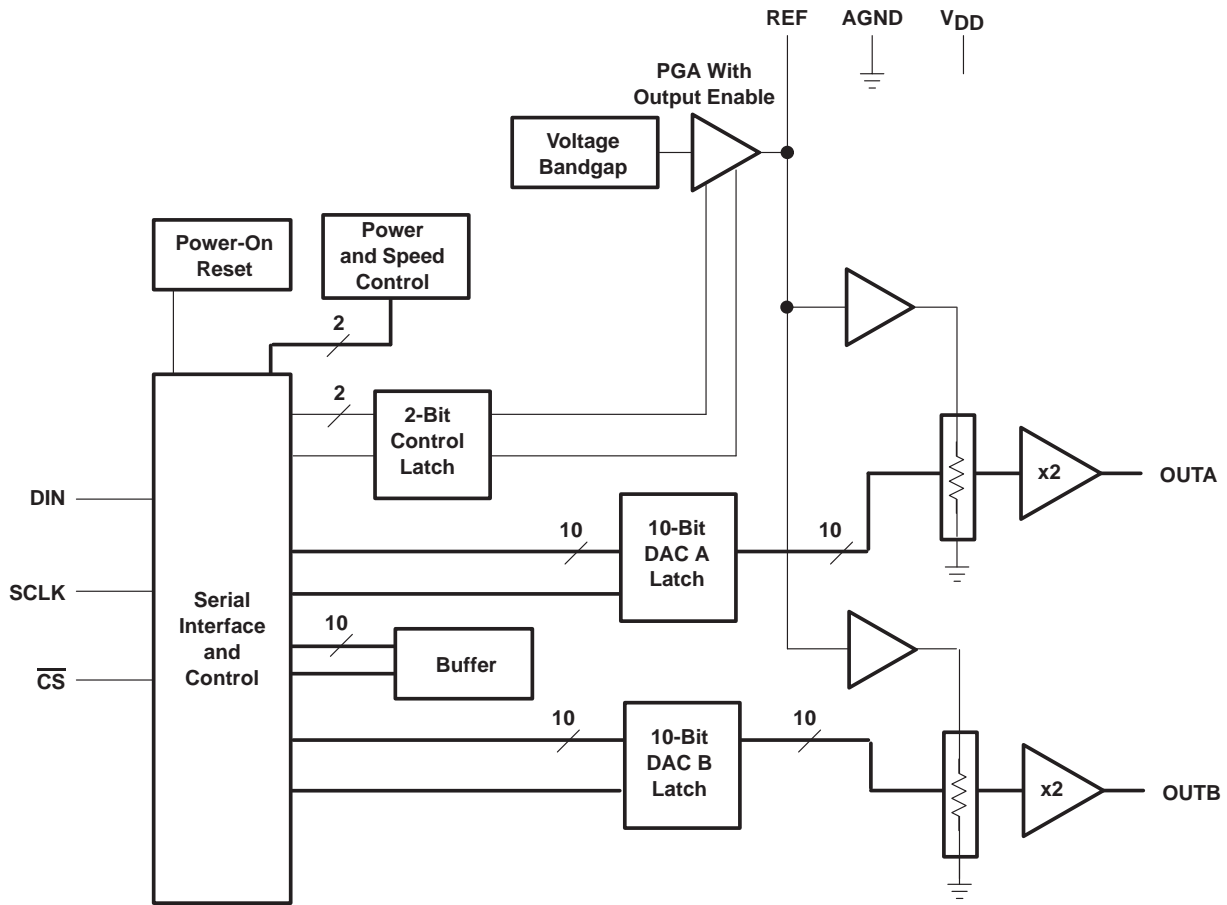 REF
AGND
VDD
PGA With
Output Enable
Voltage
Bandgap
Power-On
Reset
Power
and Speed
Control
2
2
2-Bit
Control
Latch
x2
OUTA
DIN
10
10-Bit
DAC A
Latch
10
SCLK
Serial
Interface
and
Control
10
Buffer
CS
10
10-Bit
DAC B
Latch
10
x2
OUTB